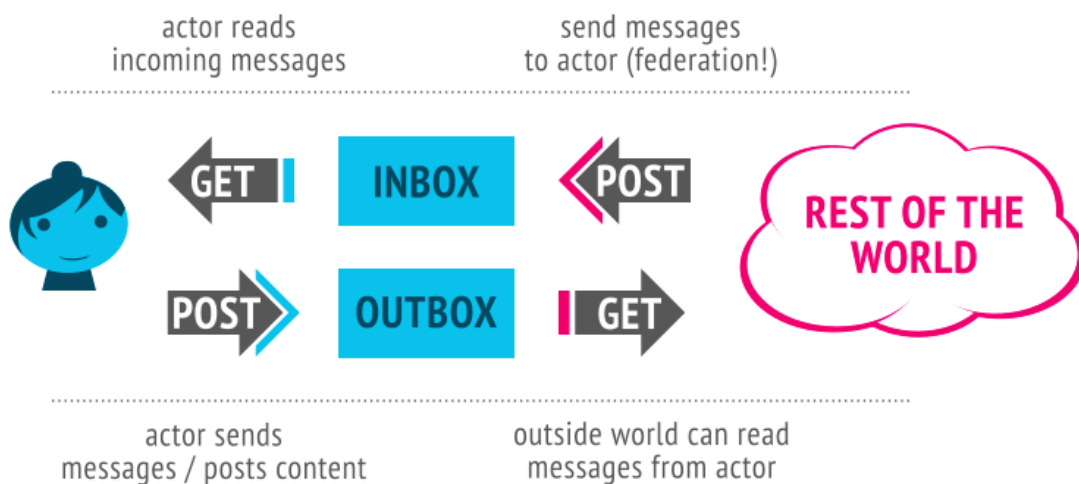 actor reads
incoming messages
send messages
to actor (federation!)
GET
INBOX
POST
REST OF THE
WORLD
POST
OUTBOX
GET
actor sends
messages / posts content
outside world can read
messages from actor